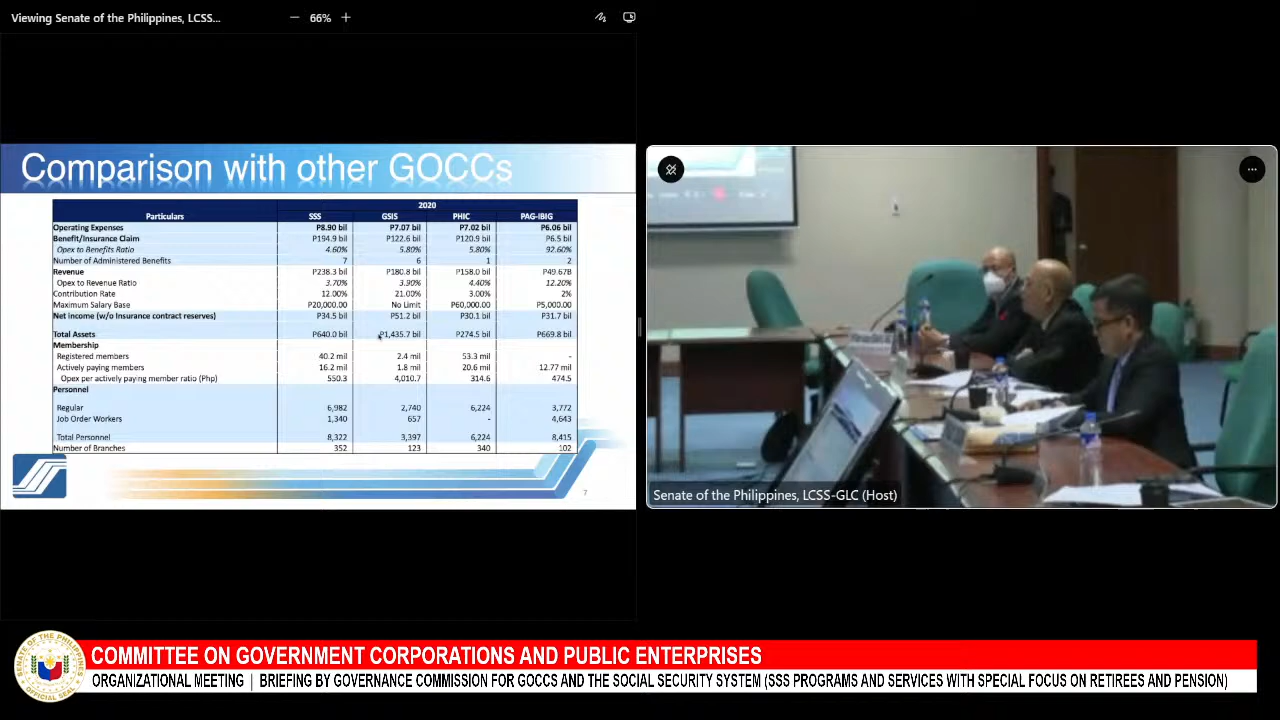 Viewing Senate of the Philippines, LCSS...
66%
Comparison with other GOCCs
2020
Particulars SSS GSIS PHIC PAG-IBIG
Operating Expenses P8.90 bil P7.07 bil P7.02 bil P6.06 bil
Benefit/Insurance Claim P194.9 bil P122.6 bil P120.9 bil P6.5 bil
Opex to Benefits Ratio 4.60% 5.80% 5.80% 92.60%
Number of Administered Benefits 7 6 1 2
Revenue P238.3 bil P180.8 bil P158.0 bil P49.67B
Opex to Revenue Ratio 3.70% 3.90% 4.40% 12.20%
Contribution Rate 12.00% 21.00% 3.00% 2%
Maximum Salary Base P20,000.00 No Limit P60,000.00 P5,000.00
Net Income (w/o Insurance contract reserves) P34.5 bil P51.2 bil P30.1 bil P31.7 bil
Total Assets P640.0 bil P1,435.7 bil P274.5 bil P669.8 bil
Membership
Registered members 40.2 mil 2.4 mil 53.3 mil -
Actively paying members 16.2 mil 1.8 mil 20.6 mil 12.77 mil
Opex per actively paying member ratio (Php) 550.3 4,010.7 314.6 474.5
Personnel
Regular 6,982 2,740 6,224 3,772
Job Order Workers 1,340 657 - 4,643
Total Personnel 8,322 3,397 6,224 8,415
Number of Branches 352 123 340 102
7
Senate of the Philippines, LCSS-GLC (Host)
COMMITTEE ON GOVERNMENT CORPORATIONS AND PUBLIC ENTERPRISES
ORGANIZATIONAL MEETING | BRIEFING BY GOVERNANCE COMMISSION FOR GOCCS AND THE SOCIAL SECURITY SYSTEM (SSS PROGRAMS AND SERVICES WITH SPECIAL FOCUS ON RETIREES AND PENSION)
SENATE OF THE PHILIPPINES
OFFICIAL SEAL